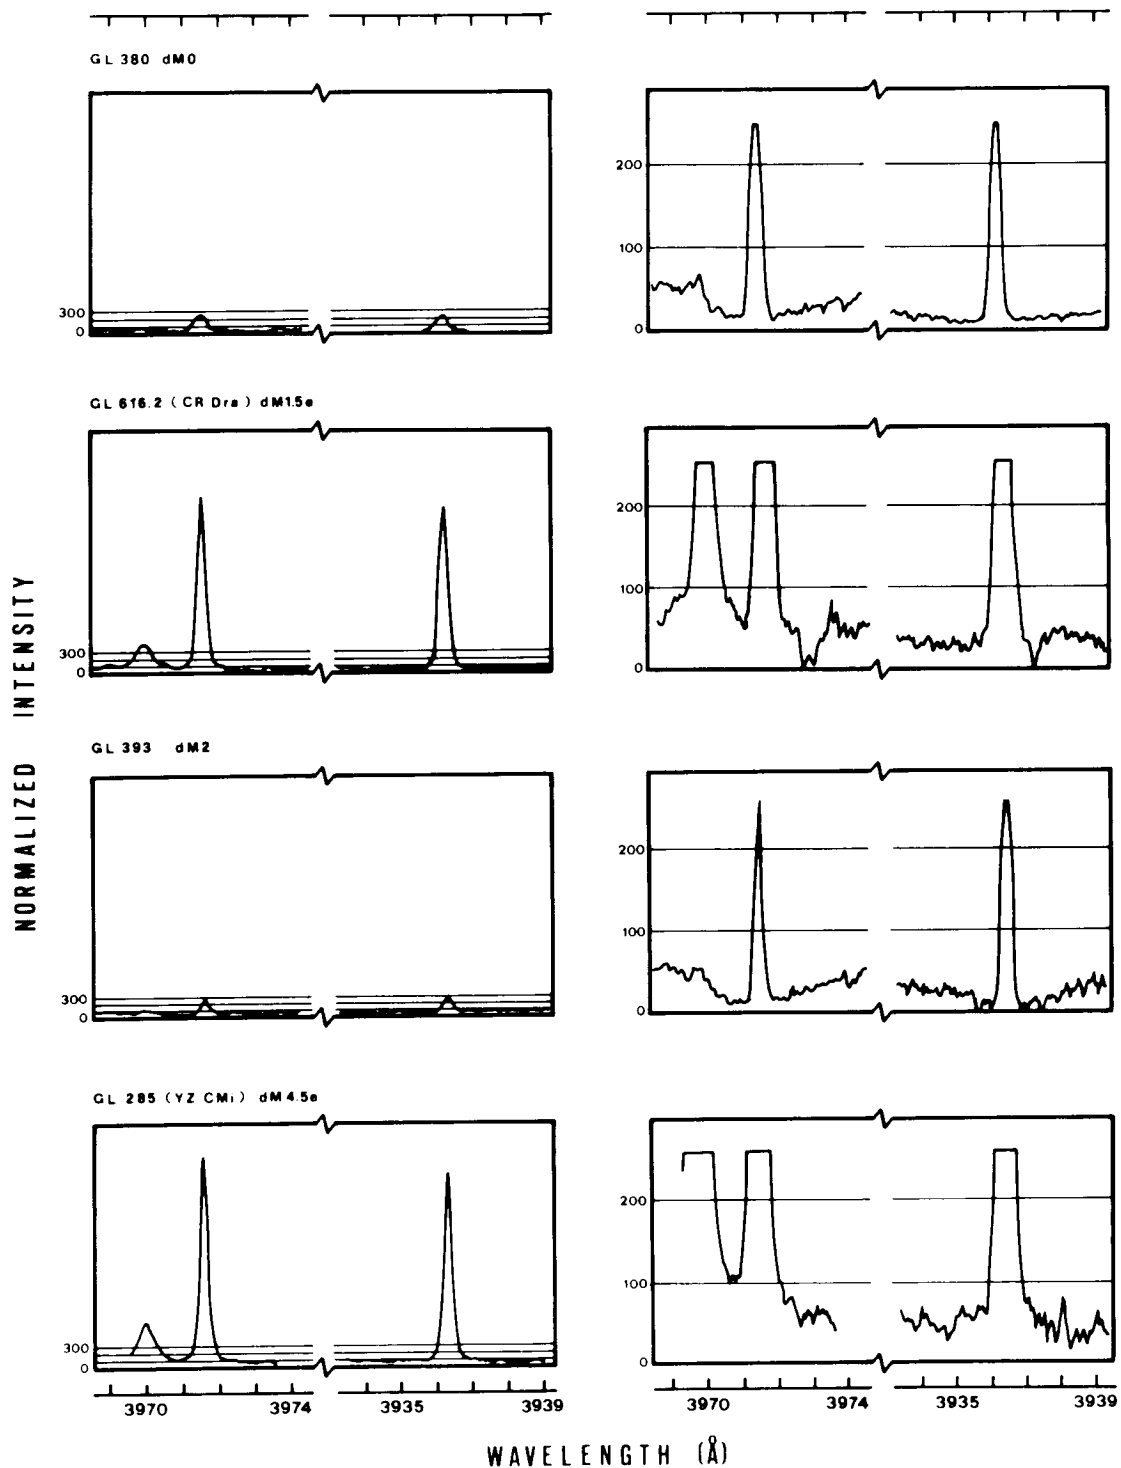 GL 380 dM0
300
0
200
100
0
GL 616.2 (CR Dra) dM1.5e
300
0
200
100
0
GL 393 dM2
300
0
200
100
0
GL 285 (YZ CMi) dM4.5e
300
0
200
100
0
3970 3974 3935 3939
3970 3974 3935 3939
NORMALIZED INTENSITY
WAVELENGTH (Å)